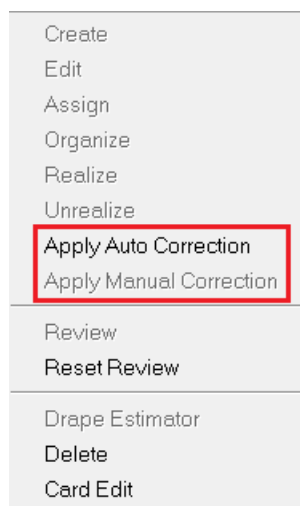 Create
Edit
Assign
Organize
Realize
Unrealize
Apply Auto Correction
Apply Manual Correction
Review
Reset Review
Drape Estimator
Delete
Card Edit